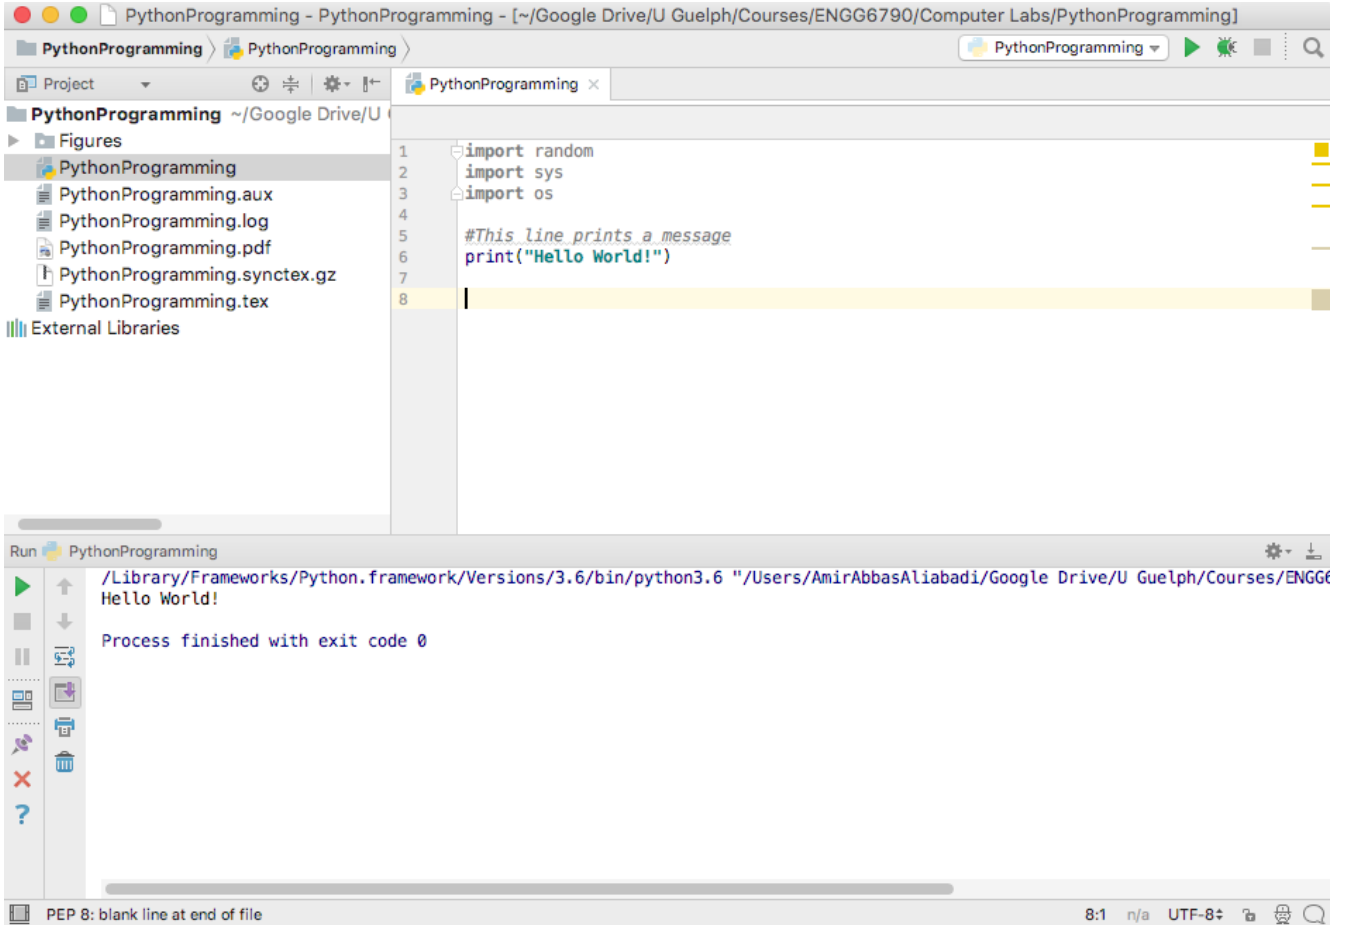 PythonProgramming - PythonProgramming - [~/Google Drive/U Guelph/Courses/ENGG6790/Computer Labs/PythonProgramming]
PythonProgramming PythonProgramming PythonProgramming
Project PythonProgramming
PythonProgramming ~/Google Drive/U
Figures
PythonProgramming
PythonProgramming.aux
PythonProgramming.log
PythonProgramming.pdf
PythonProgramming.synctex.gz
PythonProgramming.tex
External Libraries
1 import random
2 import sys
3 import os
4
5 #This line prints a message
6 print("Hello World!")
7
8
Run PythonProgramming
/Library/Frameworks/Python.framework/Versions/3.6/bin/python3.6 "/Users/AmirAbbasAliabadi/Google Drive/U Guelph/Courses/ENGG6
Hello World!
Process finished with exit code 0
PEP 8: blank line at end of file 8:1 n/a UTF-8